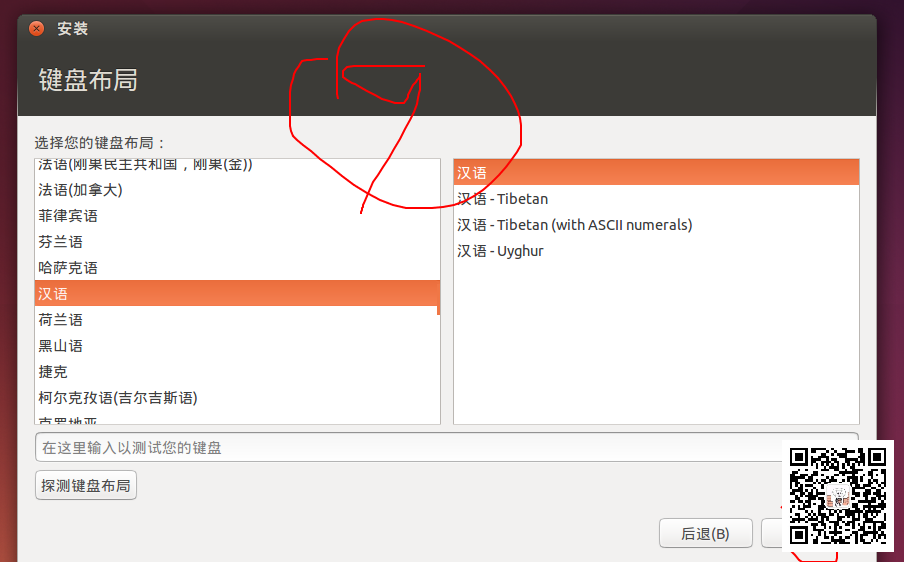 安装
键盘布局
选择您的键盘布局：
法语(刚果民主共和国，刚果(金))
法语(加拿大)
菲律宾语
芬兰语
哈萨克语
汉语
荷兰语
黑山语
捷克
柯尔克孜语(吉尔吉斯语)
克罗地亚
汉语
汉语 - Tibetan
汉语 - Tibetan (with ASCII numerals)
汉语 - Uyghur
在这里输入以测试您的键盘
探测键盘布局
后退(B)